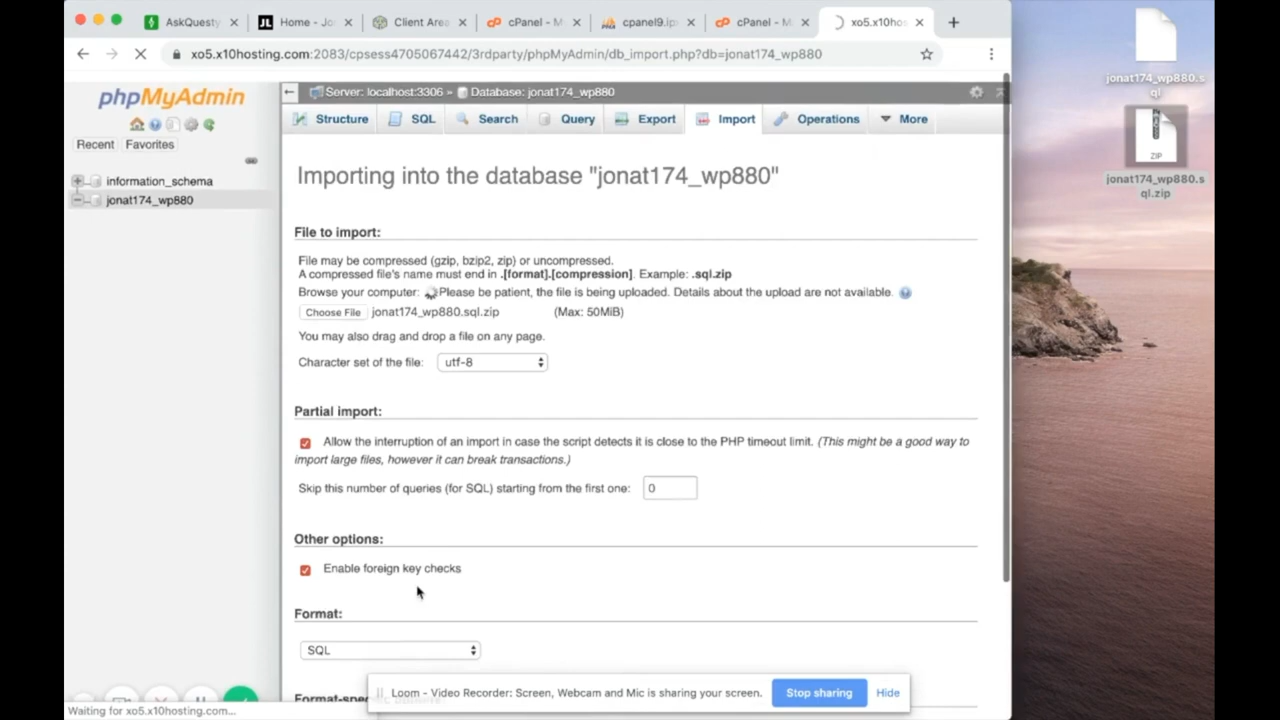 AskQuesty
Home - Jo
Client Area
cPanel - M
cpanel9.ip
cPanel - M
xo5.x10hos
xo5.x10hosting.com:2083/cpsess4705067442/3rdparty/phpMyAdmin/db_import.php?db=jonat174_wp880
phpMyAdmin
Recent Favorites
information_schema
jonat174_wp880
Server: localhost:3306 » Database: jonat174_wp880
Structure SQL Search Query Export Import Operations More
Importing into the database "jonat174_wp880"
File to import:
File may be compressed (gzip, bzip2, zip) or uncompressed.
A compressed file's name must end in .[format].[compression]. Example: .sql.zip
Browse your computer: Please be patient, the file is being uploaded. Details about the upload are not available.
Choose File jonat174_wp880.sql.zip (Max: 50MiB)
You may also drag and drop a file on any page.
Character set of the file: utf-8
Partial import:
Allow the interruption of an import in case the script detects it is close to the PHP timeout limit. (This might be a good way to
import large files, however it can break transactions.)
Skip this number of queries (for SQL) starting from the first one: 0
Other options:
Enable foreign key checks
Format:
SQL
Format-spe
Loom - Video Recorder: Screen, Webcam and Mic is sharing your screen. Stop sharing Hide
Waiting for xo5.x10hosting.com...
jonat174_wp880.s
ql
ZIP
jonat174_wp880.s
ql.zip